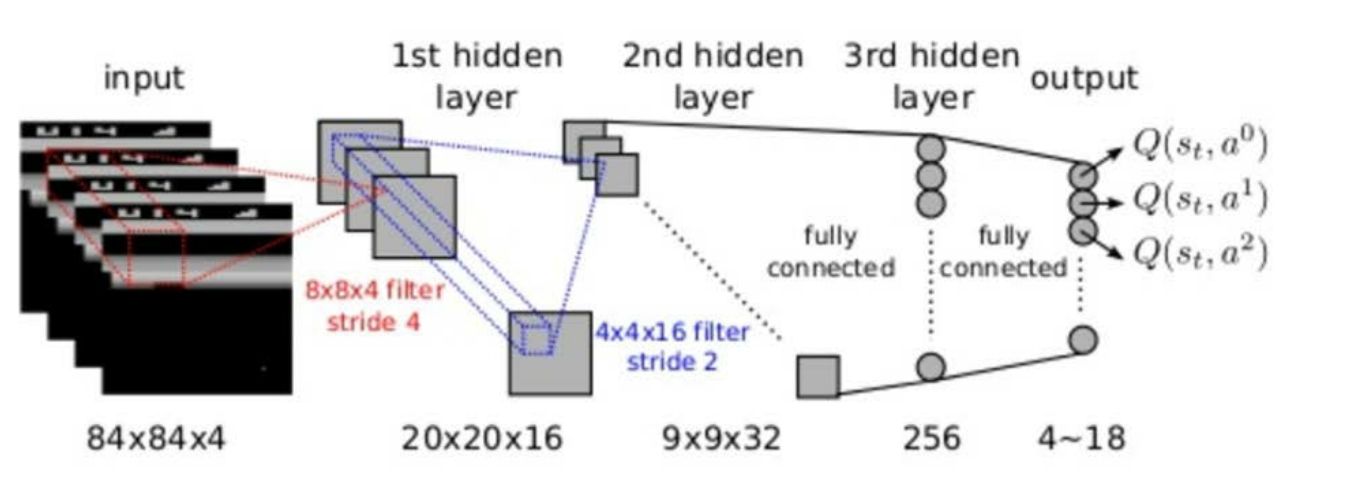 input
1st hidden
layer
2nd hidden
layer
3rd hidden
layer
output
Q(s_t, a^0)
Q(s_t, a^1)
Q(s_t, a^2)
fully
connected
fully
connected
8x8x4 filter
stride 4
4x4x16 filter
stride 2
84x84x4
20x20x16
9x9x32
256
4~18